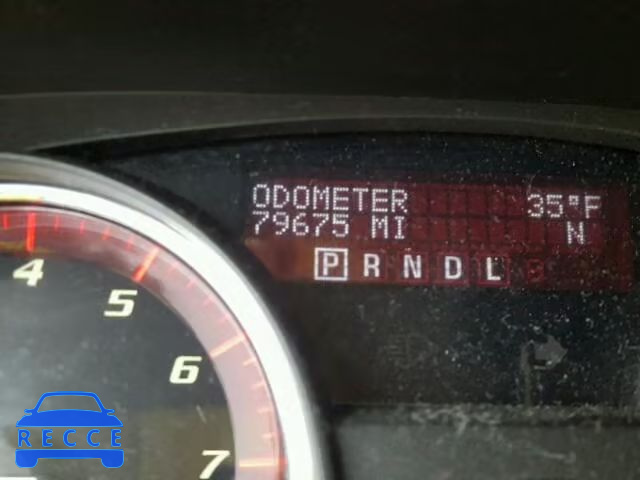 ODOMETER 35°F
79675 MI N
P R N D L
4
5
6
7
RECCE